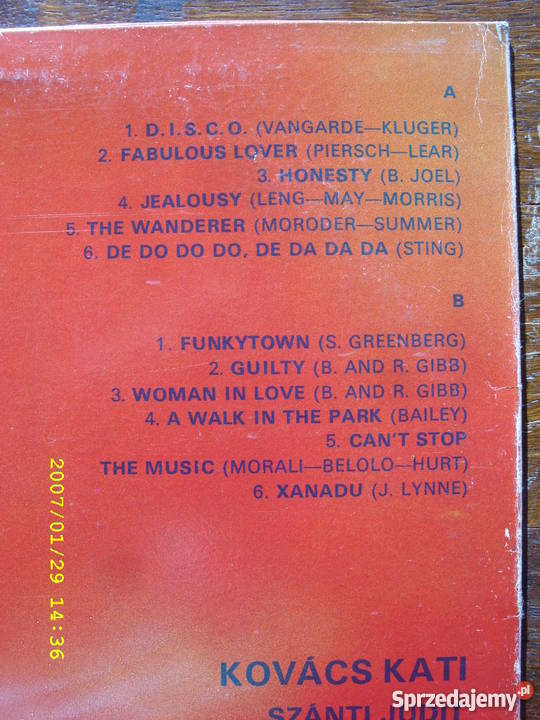 A
1. D.I.S.C.O. (VANGARDE—KLUGER)
2. FABULOUS LOVER (PIERSCH—LEAR)
3. HONESTY (B. JOEL)
4. JEALOUSY (LENG—MAY—MORRIS)
5. THE WANDERER (MORODER—SUMMER)
6. DE DO DO DO, DE DA DA DA (STING)
B
1. FUNKYTOWN (S. GREENBERG)
2. GUILTY (B. AND R. GIBB)
3. WOMAN IN LOVE (B. AND R. GIBB)
4. A WALK IN THE PARK (BAILEY)
5. CAN'T STOP
THE MUSIC (MORALI—BELOLO—HURT)
6. XANADU (J. LYNNE)
2007/01/29 14:36
KOVÁCS KATI
SZÁNTI JUDIT
Sprzedajemy.pl